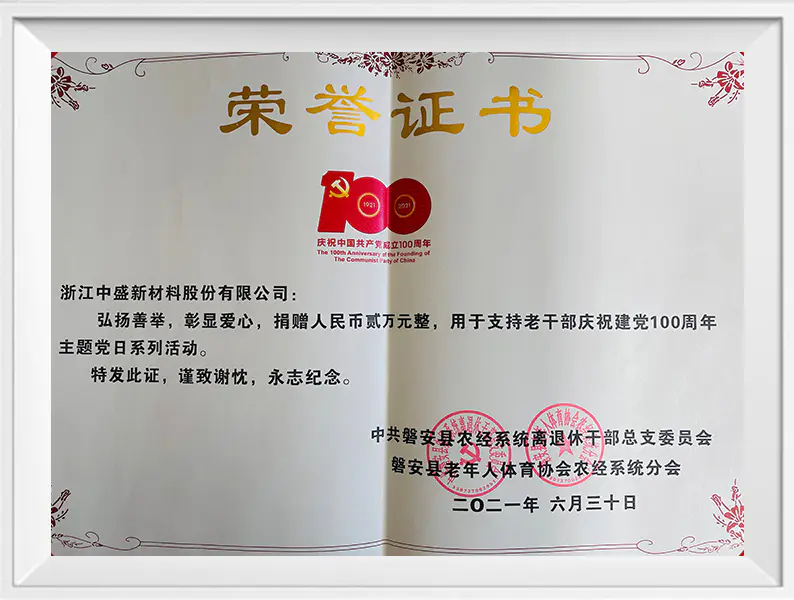 荣誉证书
100
1921 2021
庆祝中国共产党成立100周年
The 100th Anniversary of the Founding of
The Communist Party of China
浙江中盛新材料股份有限公司：
弘扬善举，彰显爱心，捐赠人民币贰万元整，用于支持老干部庆祝建党100周年
主题党日系列活动。
特发此证，谨致谢忱，永志纪念。
中共磐安县农经系统离退休干部总支委员会
磐安县老年人体育协会农经系统分会
二〇二一年 六月三十日